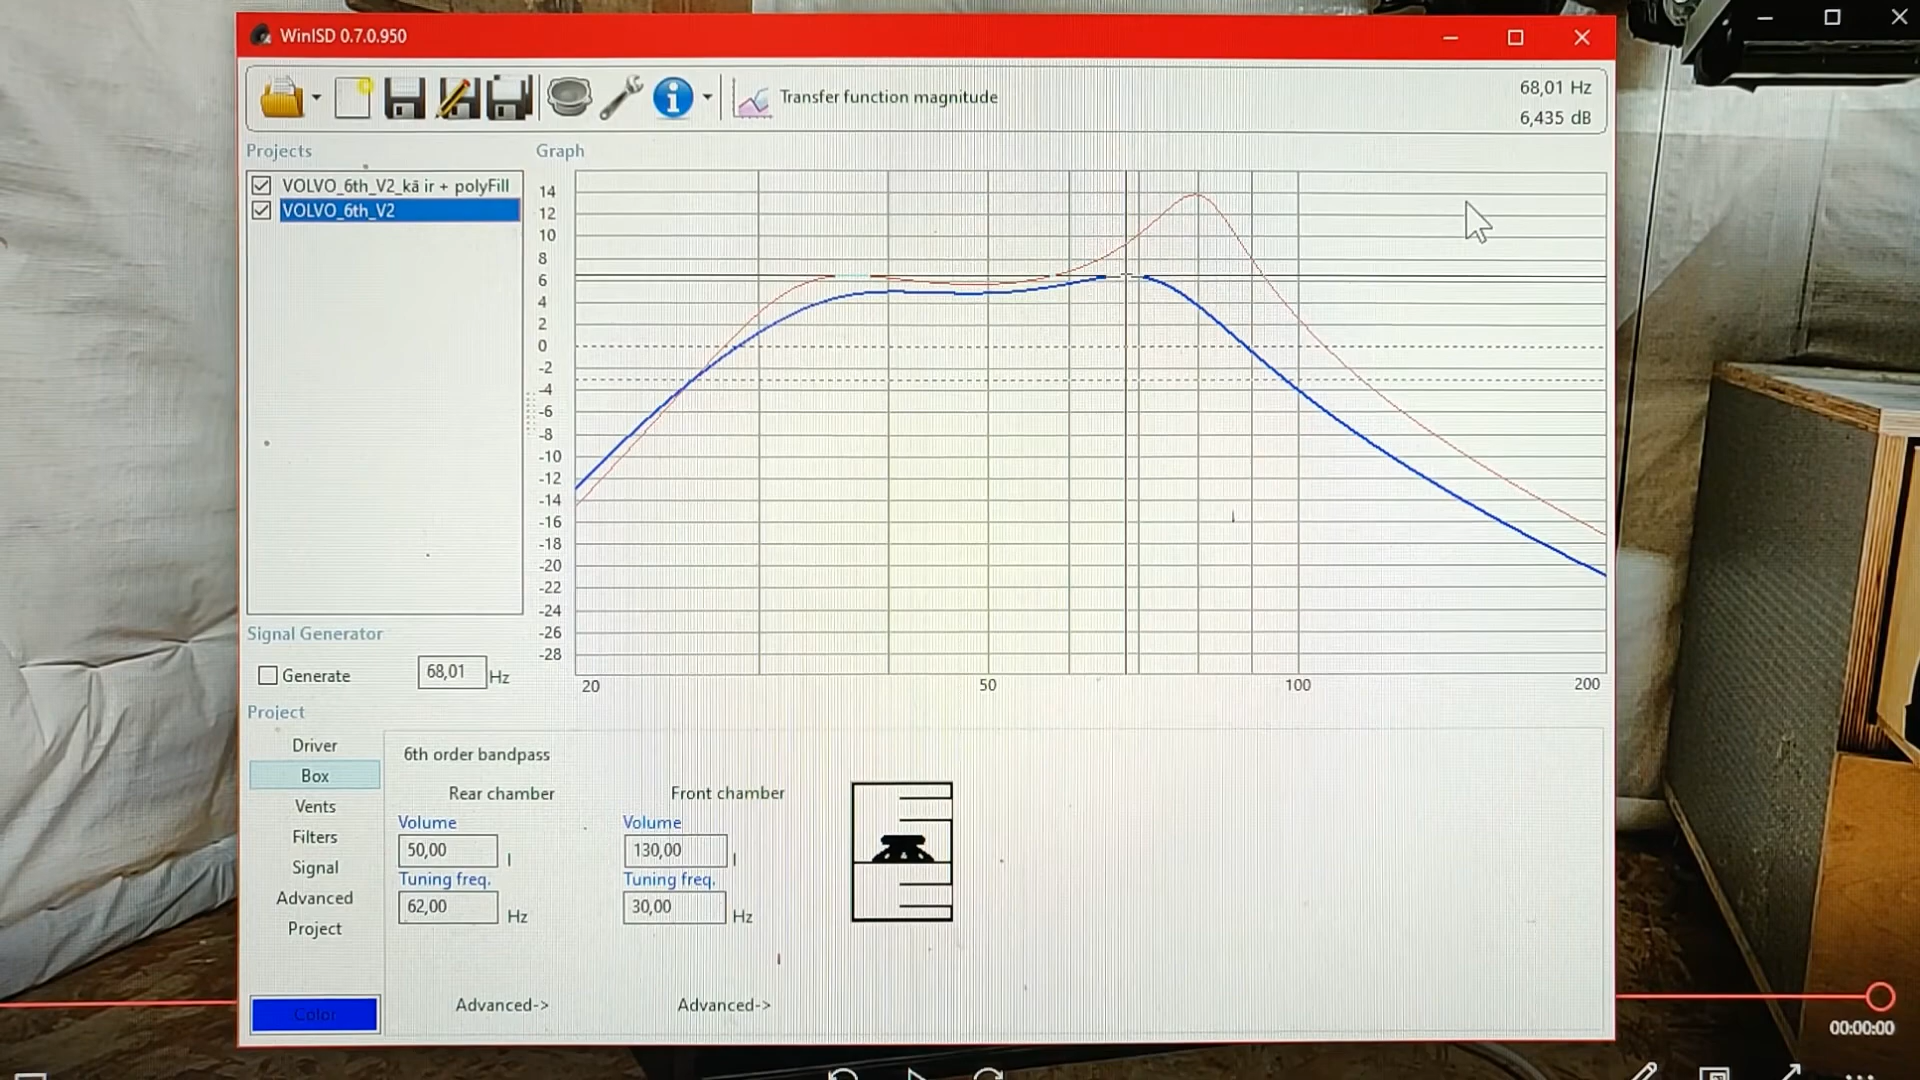 WinISD 0.7.0.950
Transfer function magnitude
68,01 Hz
6,435 dB
Projects
Graph
VOLVO_6th_V2_kā ir + polyFill
VOLVO_6th_V2
14
12
10
8
6
4
2
0
-2
-4
-6
-8
-10
-12
-14
-16
-18
-20
-22
-24
-26
-28
20
50
100
200
Signal Generator
Generate
68,01 Hz
Project
Driver
Box
Vents
Filters
Signal
Advanced
Project
Color
6th order bandpass
Rear chamber
Front chamber
Volume
Volume
50,00 l
130,00 l
Tuning freq.
Tuning freq.
62,00 Hz
30,00 Hz
Advanced->
Advanced->
00:00:00